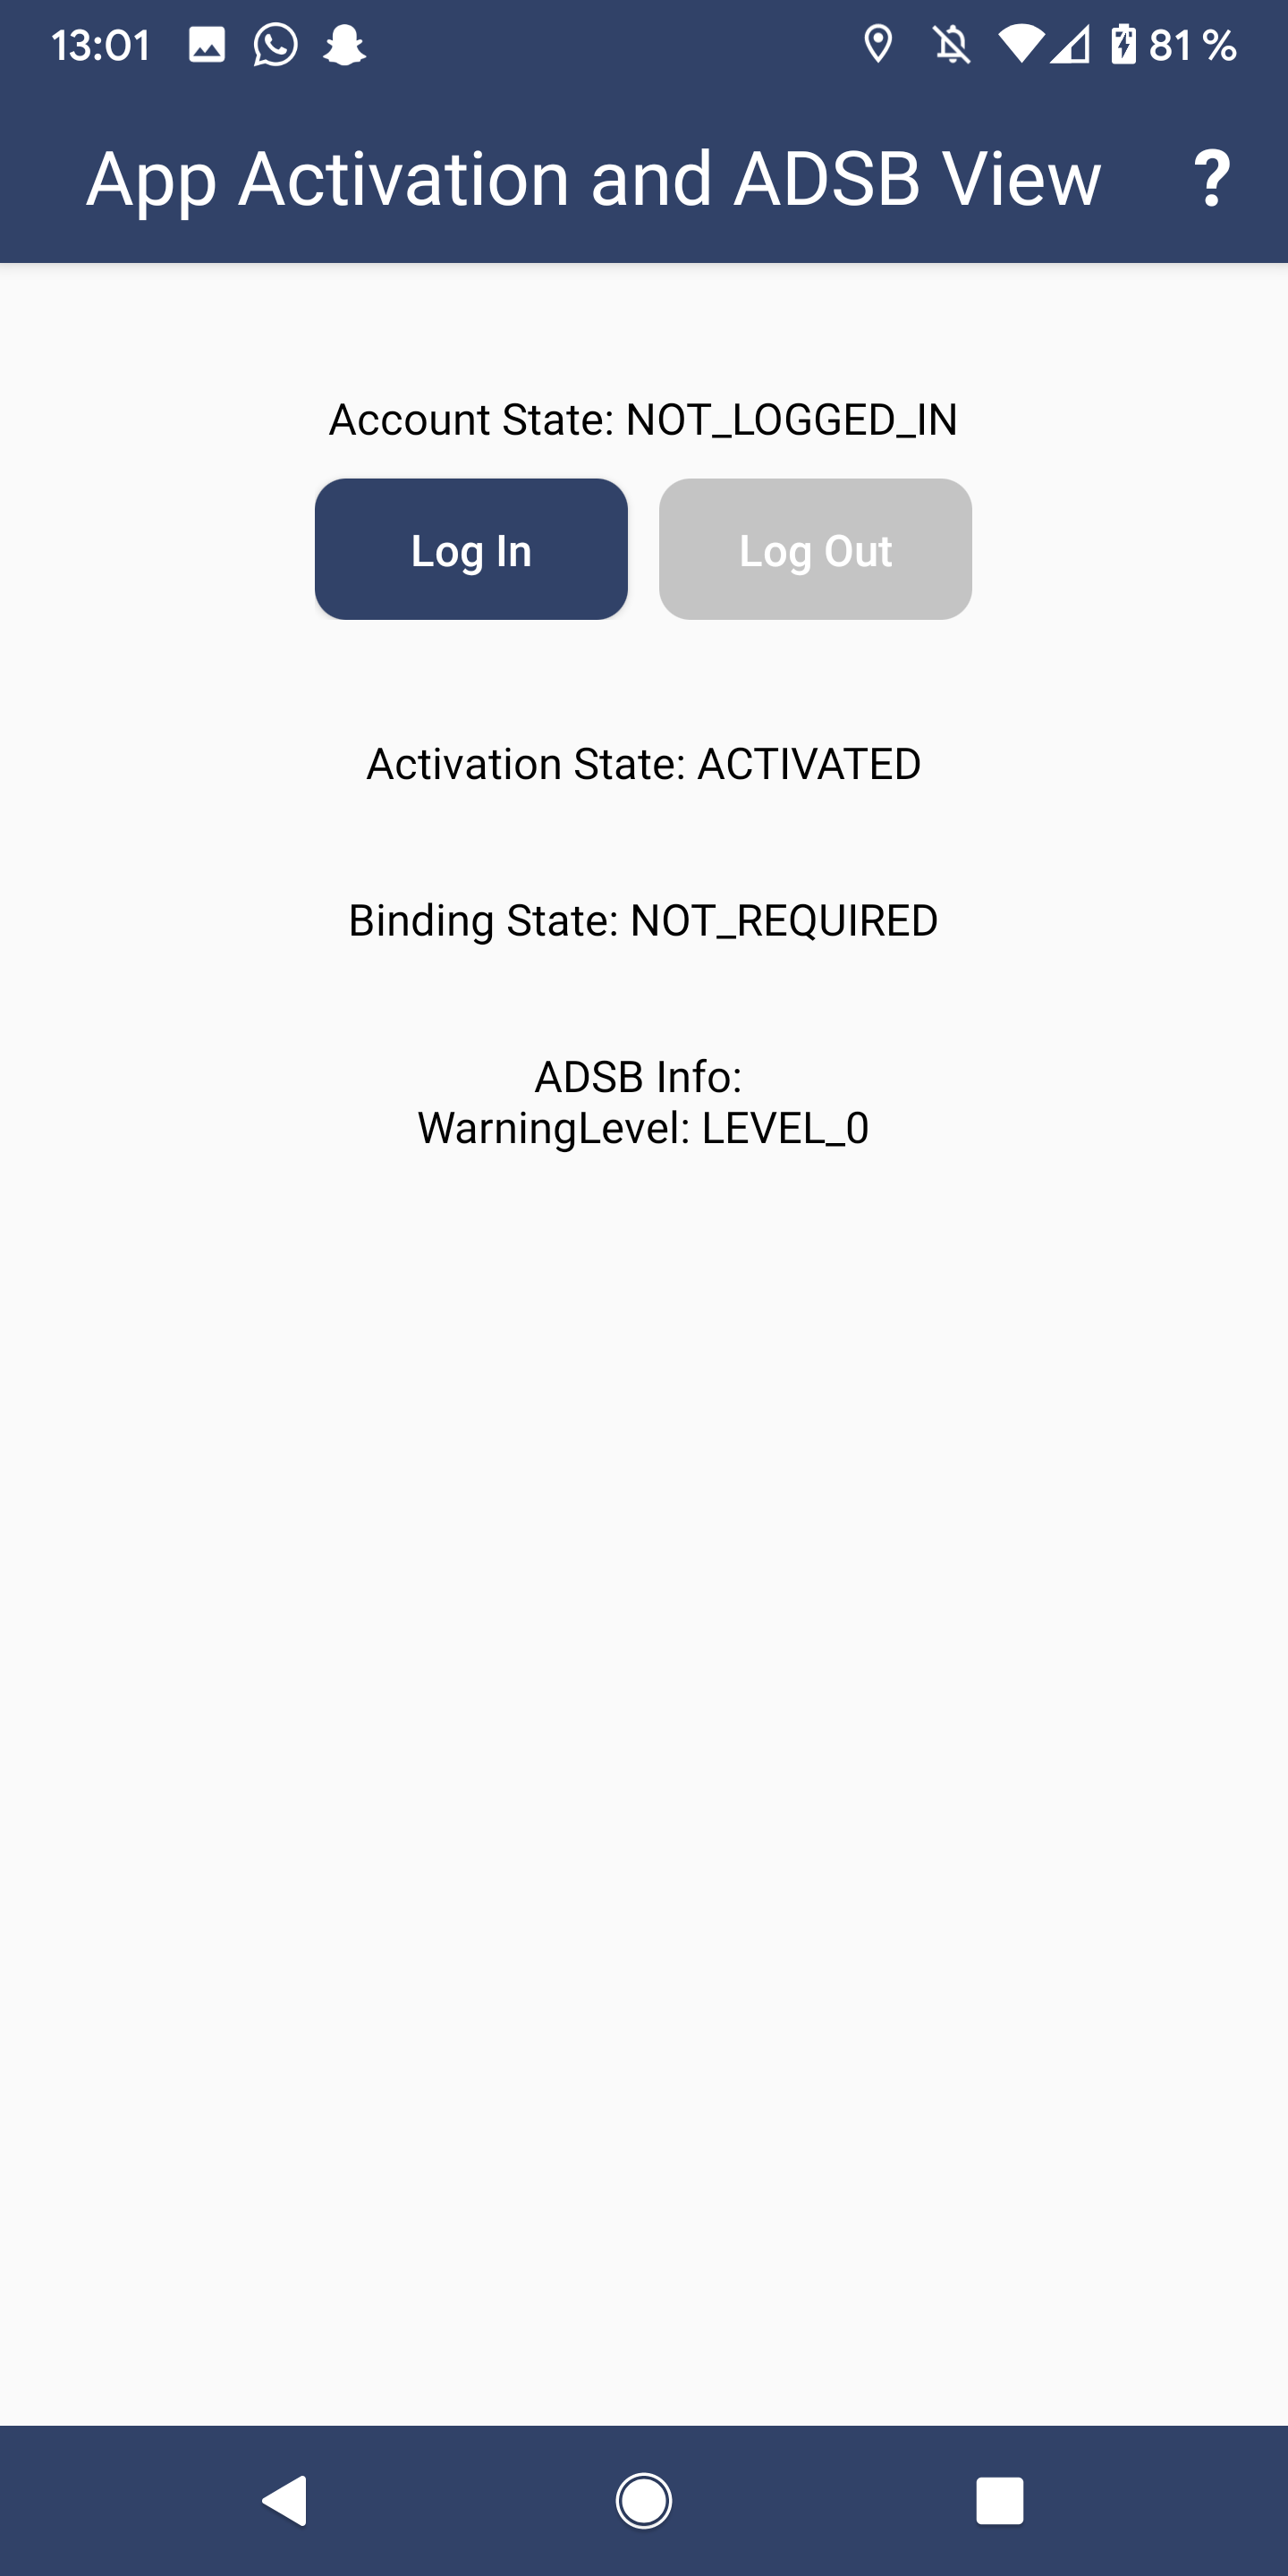 13:01
81 %
App Activation and ADSB View ?
Account State: NOT_LOGGED_IN
Log In
Log Out
Activation State: ACTIVATED
Binding State: NOT_REQUIRED
ADSB Info:
WarningLevel: LEVEL_0